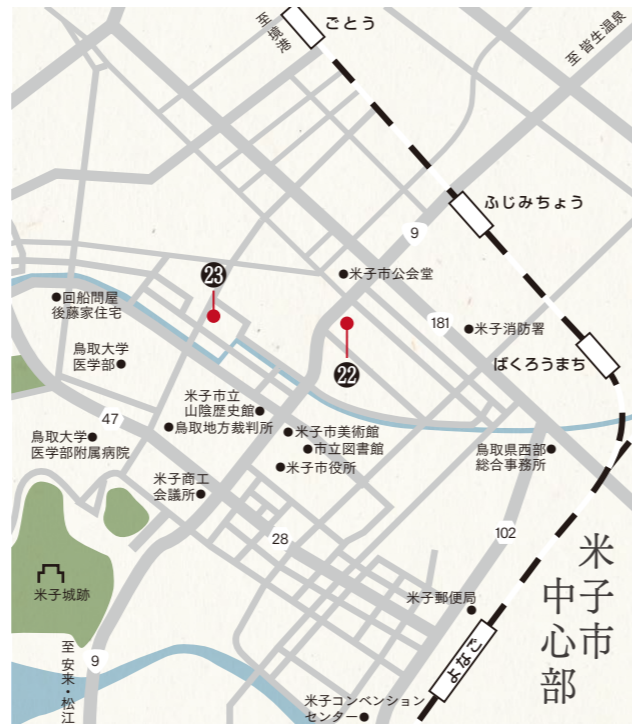 至
境
港
ごとう
至 皆生温泉
ふじみちょう
9
23
米子市公会堂
回船問屋
後藤家住宅
181
米子消防署
ばくろうまち
鳥取大学
医学部
22
米子市立
山陰歴史館
47
鳥取地方裁判所
米子市美術館
鳥取大学
医学部附属病院
市立図書館
鳥取県西部
総合事務所
米子市役所
米子商工
会議所
28
102
米子市
中心部
米子城跡
米子郵便局
よなご
9
至 安来・松江
米子コンベンション
センター